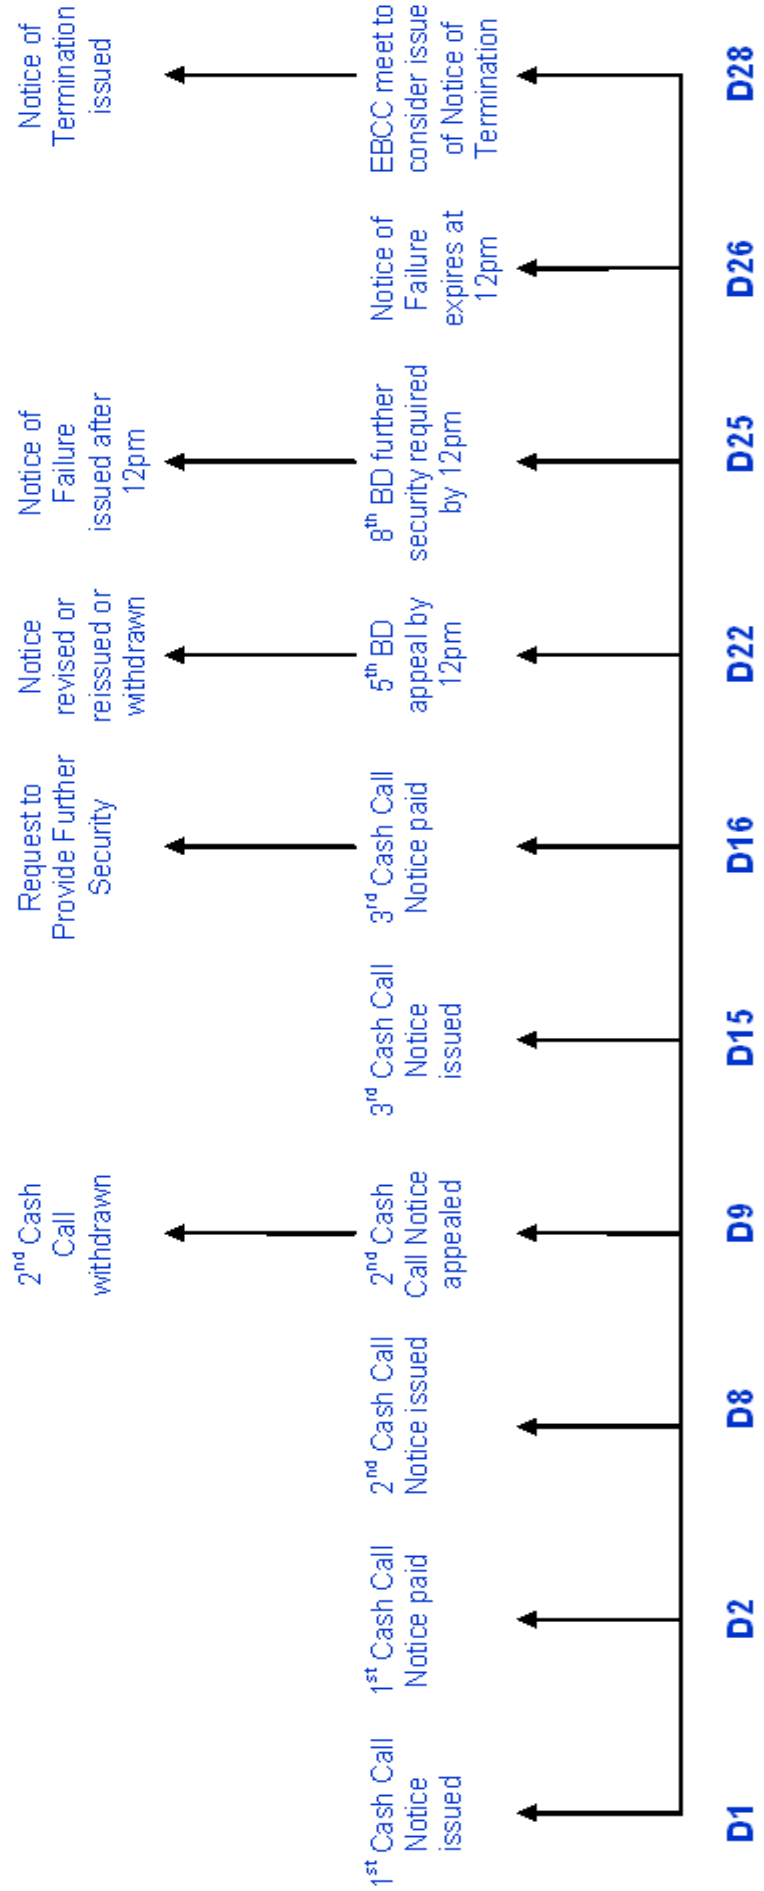 2nd Cash
Call
withdrawn
Request to
Provide Further
Security
Notice
revised or
reissued or
withdrawn
Notice of
Failure
issued after
12pm
Notice of
Termination
issued
1st Cash Call
Notice
issued
1st Cash Call
Notice paid
2nd Cash Call
Notice issued
2nd Cash
Call Notice
appealed
3rd Cash Call
Notice
issued
3rd Cash Call
Notice paid
5th BD
appeal by
12pm
8th BD further
security required
by 12pm
Notice of
Failure
expires at
12pm
EBCC meet to
consider issue
of Notice of
Termination
D1
D2
D8
D9
D15
D16
D22
D25
D26
D28